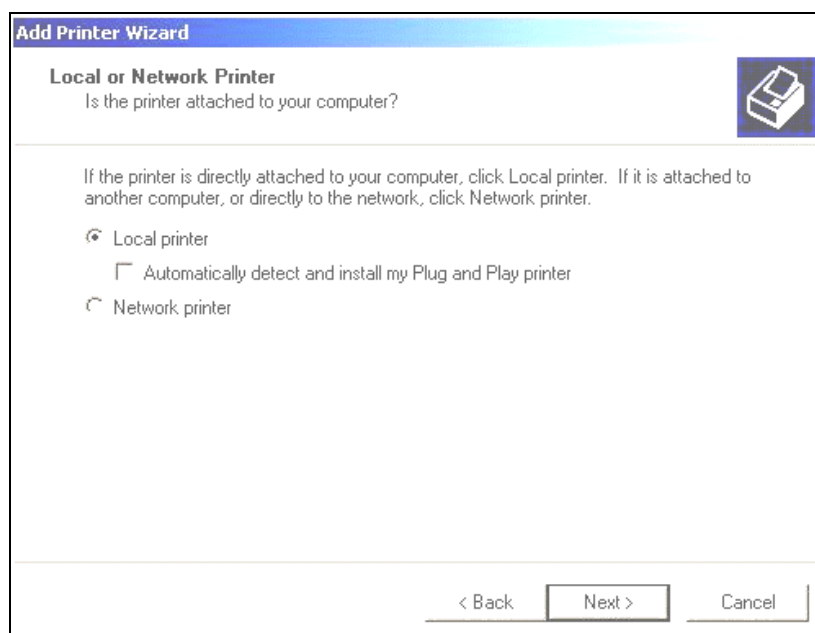 Add Printer Wizard
Local or Network Printer
Is the printer attached to your computer?
If the printer is directly attached to your computer, click Local printer. If it is attached to
another computer, or directly to the network, click Network printer.
Local printer
Automatically detect and install my Plug and Play printer
Network printer
< Back
Next >
Cancel